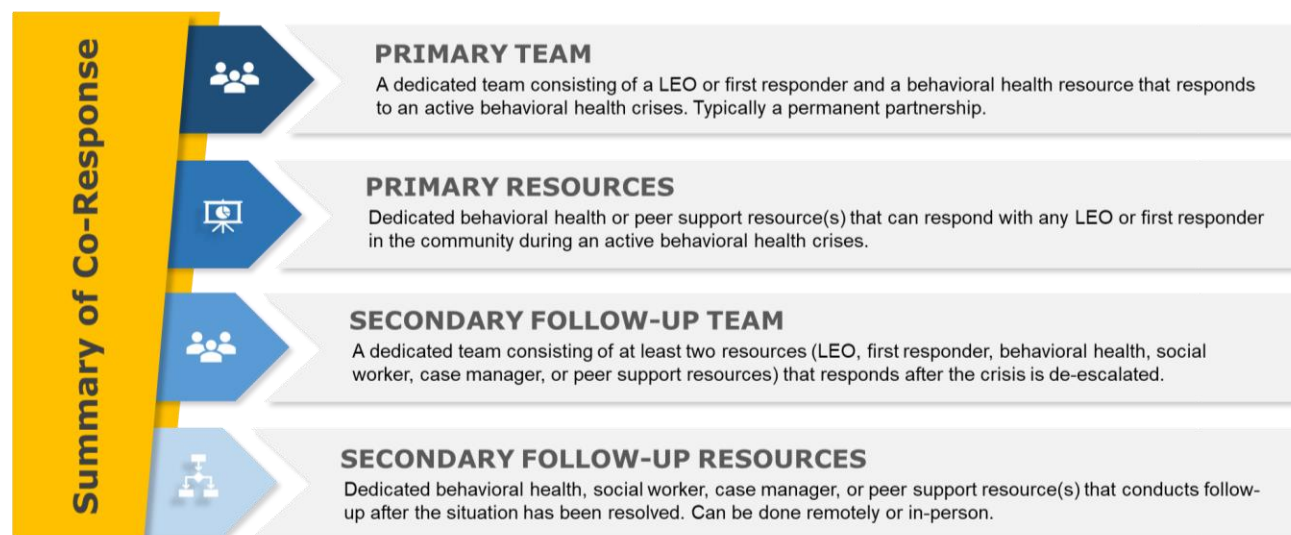 Summary of Co-Response
PRIMARY TEAM
A dedicated team consisting of a LEO or first responder and a behavioral health resource that responds
to an active behavioral health crises. Typically a permanent partnership.
PRIMARY RESOURCES
Dedicated behavioral health or peer support resource(s) that can respond with any LEO or first responder
in the community during an active behavioral health crises.
SECONDARY FOLLOW-UP TEAM
A dedicated team consisting of at least two resources (LEO, first responder, behavioral health, social
worker, case manager, or peer support resources) that responds after the crisis is de-escalated.
SECONDARY FOLLOW-UP RESOURCES
Dedicated behavioral health, social worker, case manager, or peer support resource(s) that conducts follow-
up after the situation has been resolved. Can be done remotely or in-person.